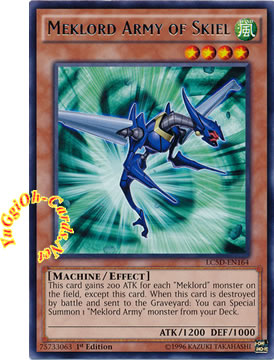 MEKLORD ARMY OF SKIEL
風
YuGgiOh-Cards.Net
LC5D-EN164
[MACHINE / EFFECT]
This card gains 200 ATK for each "Meklord" monster on
the field, except this card. When this card is destroyed
by battle and sent to the Graveyard: You can Special
Summon 1 "Meklord Army" monster from your Deck.
ATK/1200 DEF/1000
25733063 1st Edition ©1996 KAZUKI TAKAHASHI